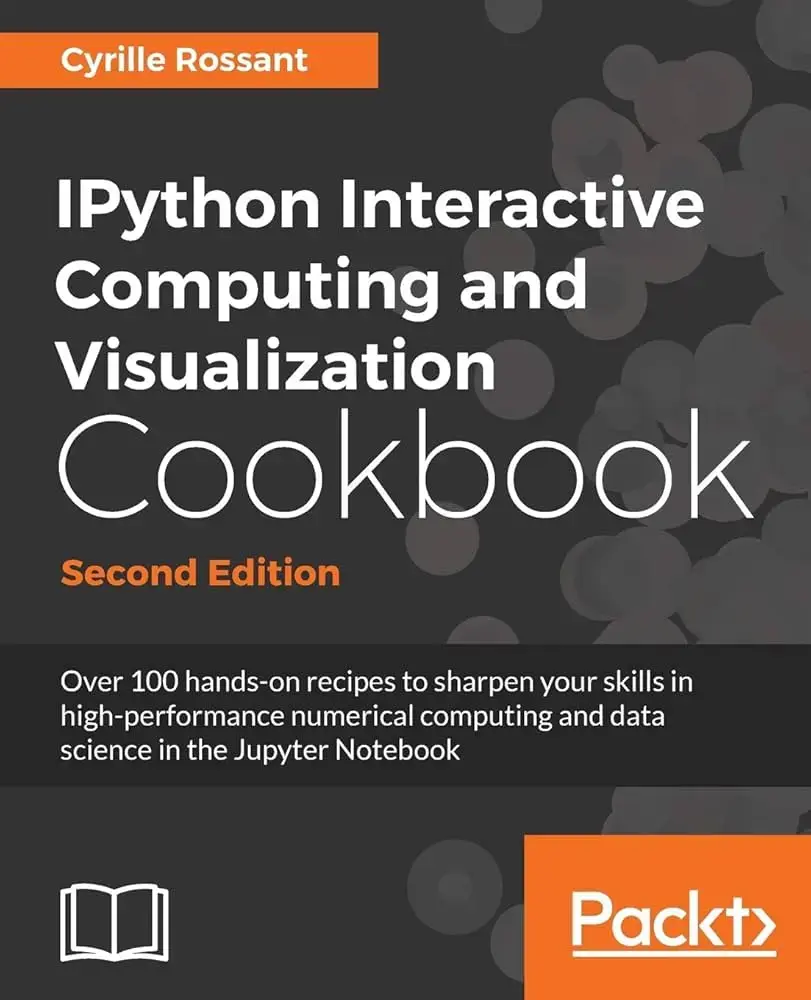 Cyrille Rossant
IPython Interactive
Computing and
Visualization
Cookbook
Second Edition
Over 100 hands-on recipes to sharpen your skills in
high-performance numerical computing and data
science in the Jupyter Notebook
Packt>